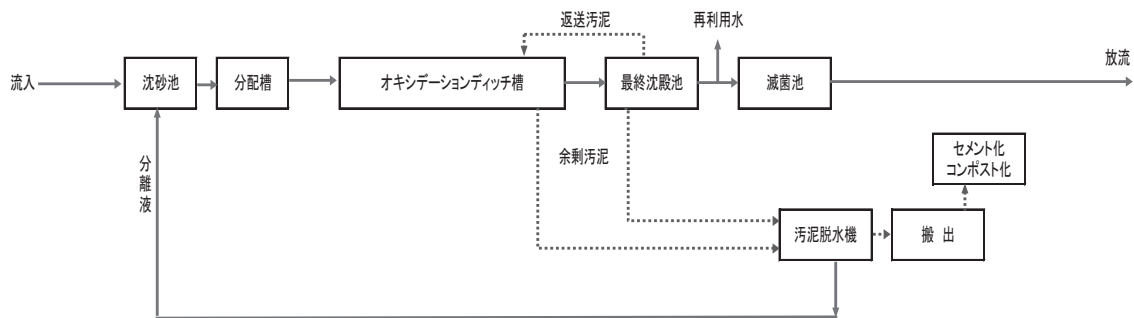 返送汚泥
再利用水
流入
沈砂池
分配槽
オキシデーションディッチ槽
最終沈殿池
滅菌池
放流
分離液
余剰汚泥
セメント化
コンポスト化
汚泥脱水機
搬 出